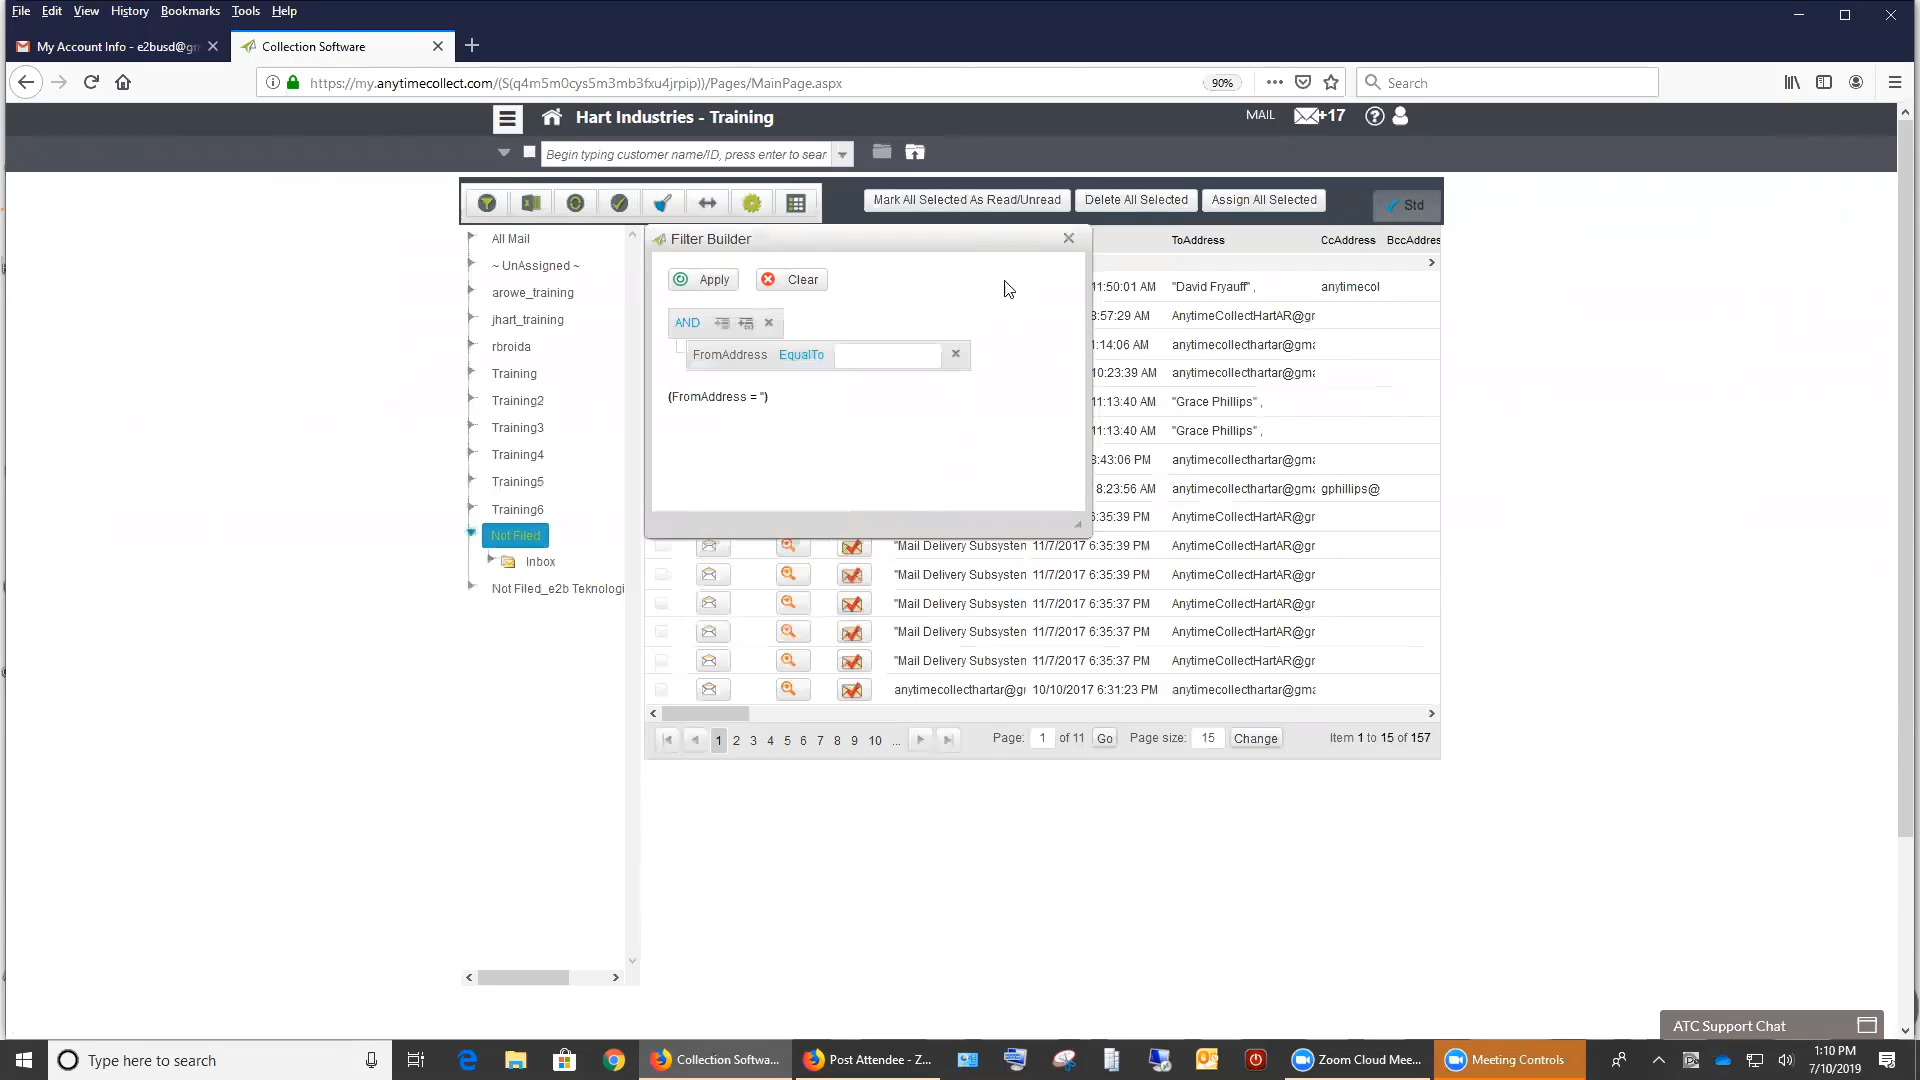 File Edit View History Bookmarks Tools Help
My Account Info - e2busd@gm
Collection Software
https://my.anytimecollect.com/(S(q4m5m0cys5m3mb3fxu4jrpip))/Pages/MainPage.aspx
90%
Search
Hart Industries - Training
MAIL
+17
Begin typing customer name/ID, press enter to sear
Mark All Selected As Read/Unread
Delete All Selected
Assign All Selected
Std
All Mail
~ UnAssigned ~
arowe_training
jhart_training
rbroida
Training
Training2
Training3
Training4
Training5
Training6
Not Filed
Inbox
Not Filed_e2b Teknologi
Filter Builder
Apply
Clear
AND
FromAddress EqualTo
(FromAddress = '')
ToAddress CcAddress BccAddres
11:50:01 AM "David Fryauff" , anytimecol
3:57:29 AM AnytimeCollectHartAR@gr
1:14:06 AM anytimecollecthartar@gma
10:23:39 AM anytimecollecthartar@gma
11:13:40 AM "Grace Phillips" ,
11:13:40 AM "Grace Phillips" ,
3:43:06 PM anytimecollecthartar@gma
8:23:56 AM anytimecollecthartar@gma gphillips@
6:35:39 PM AnytimeCollectHartAR@gr
"Mail Delivery Subsysten 11/7/2017 6:35:39 PM AnytimeCollectHartAR@gr
"Mail Delivery Subsysten 11/7/2017 6:35:39 PM AnytimeCollectHartAR@gr
"Mail Delivery Subsysten 11/7/2017 6:35:37 PM AnytimeCollectHartAR@gr
"Mail Delivery Subsysten 11/7/2017 6:35:37 PM AnytimeCollectHartAR@gr
"Mail Delivery Subsysten 11/7/2017 6:35:37 PM AnytimeCollectHartAR@gr
anytimecollecthartar@gr 10/10/2017 6:31:23 PM anytimecollecthartar@gma
1 2 3 4 5 6 7 8 9 10 ... Page: 1 of 11 Go Page size: 15 Change Item 1 to 15 of 157
ATC Support Chat
Type here to search
Collection Softwa...
Post Attendee - Z...
Zoom Cloud Mee...
Meeting Controls
1:10 PM
7/10/2019